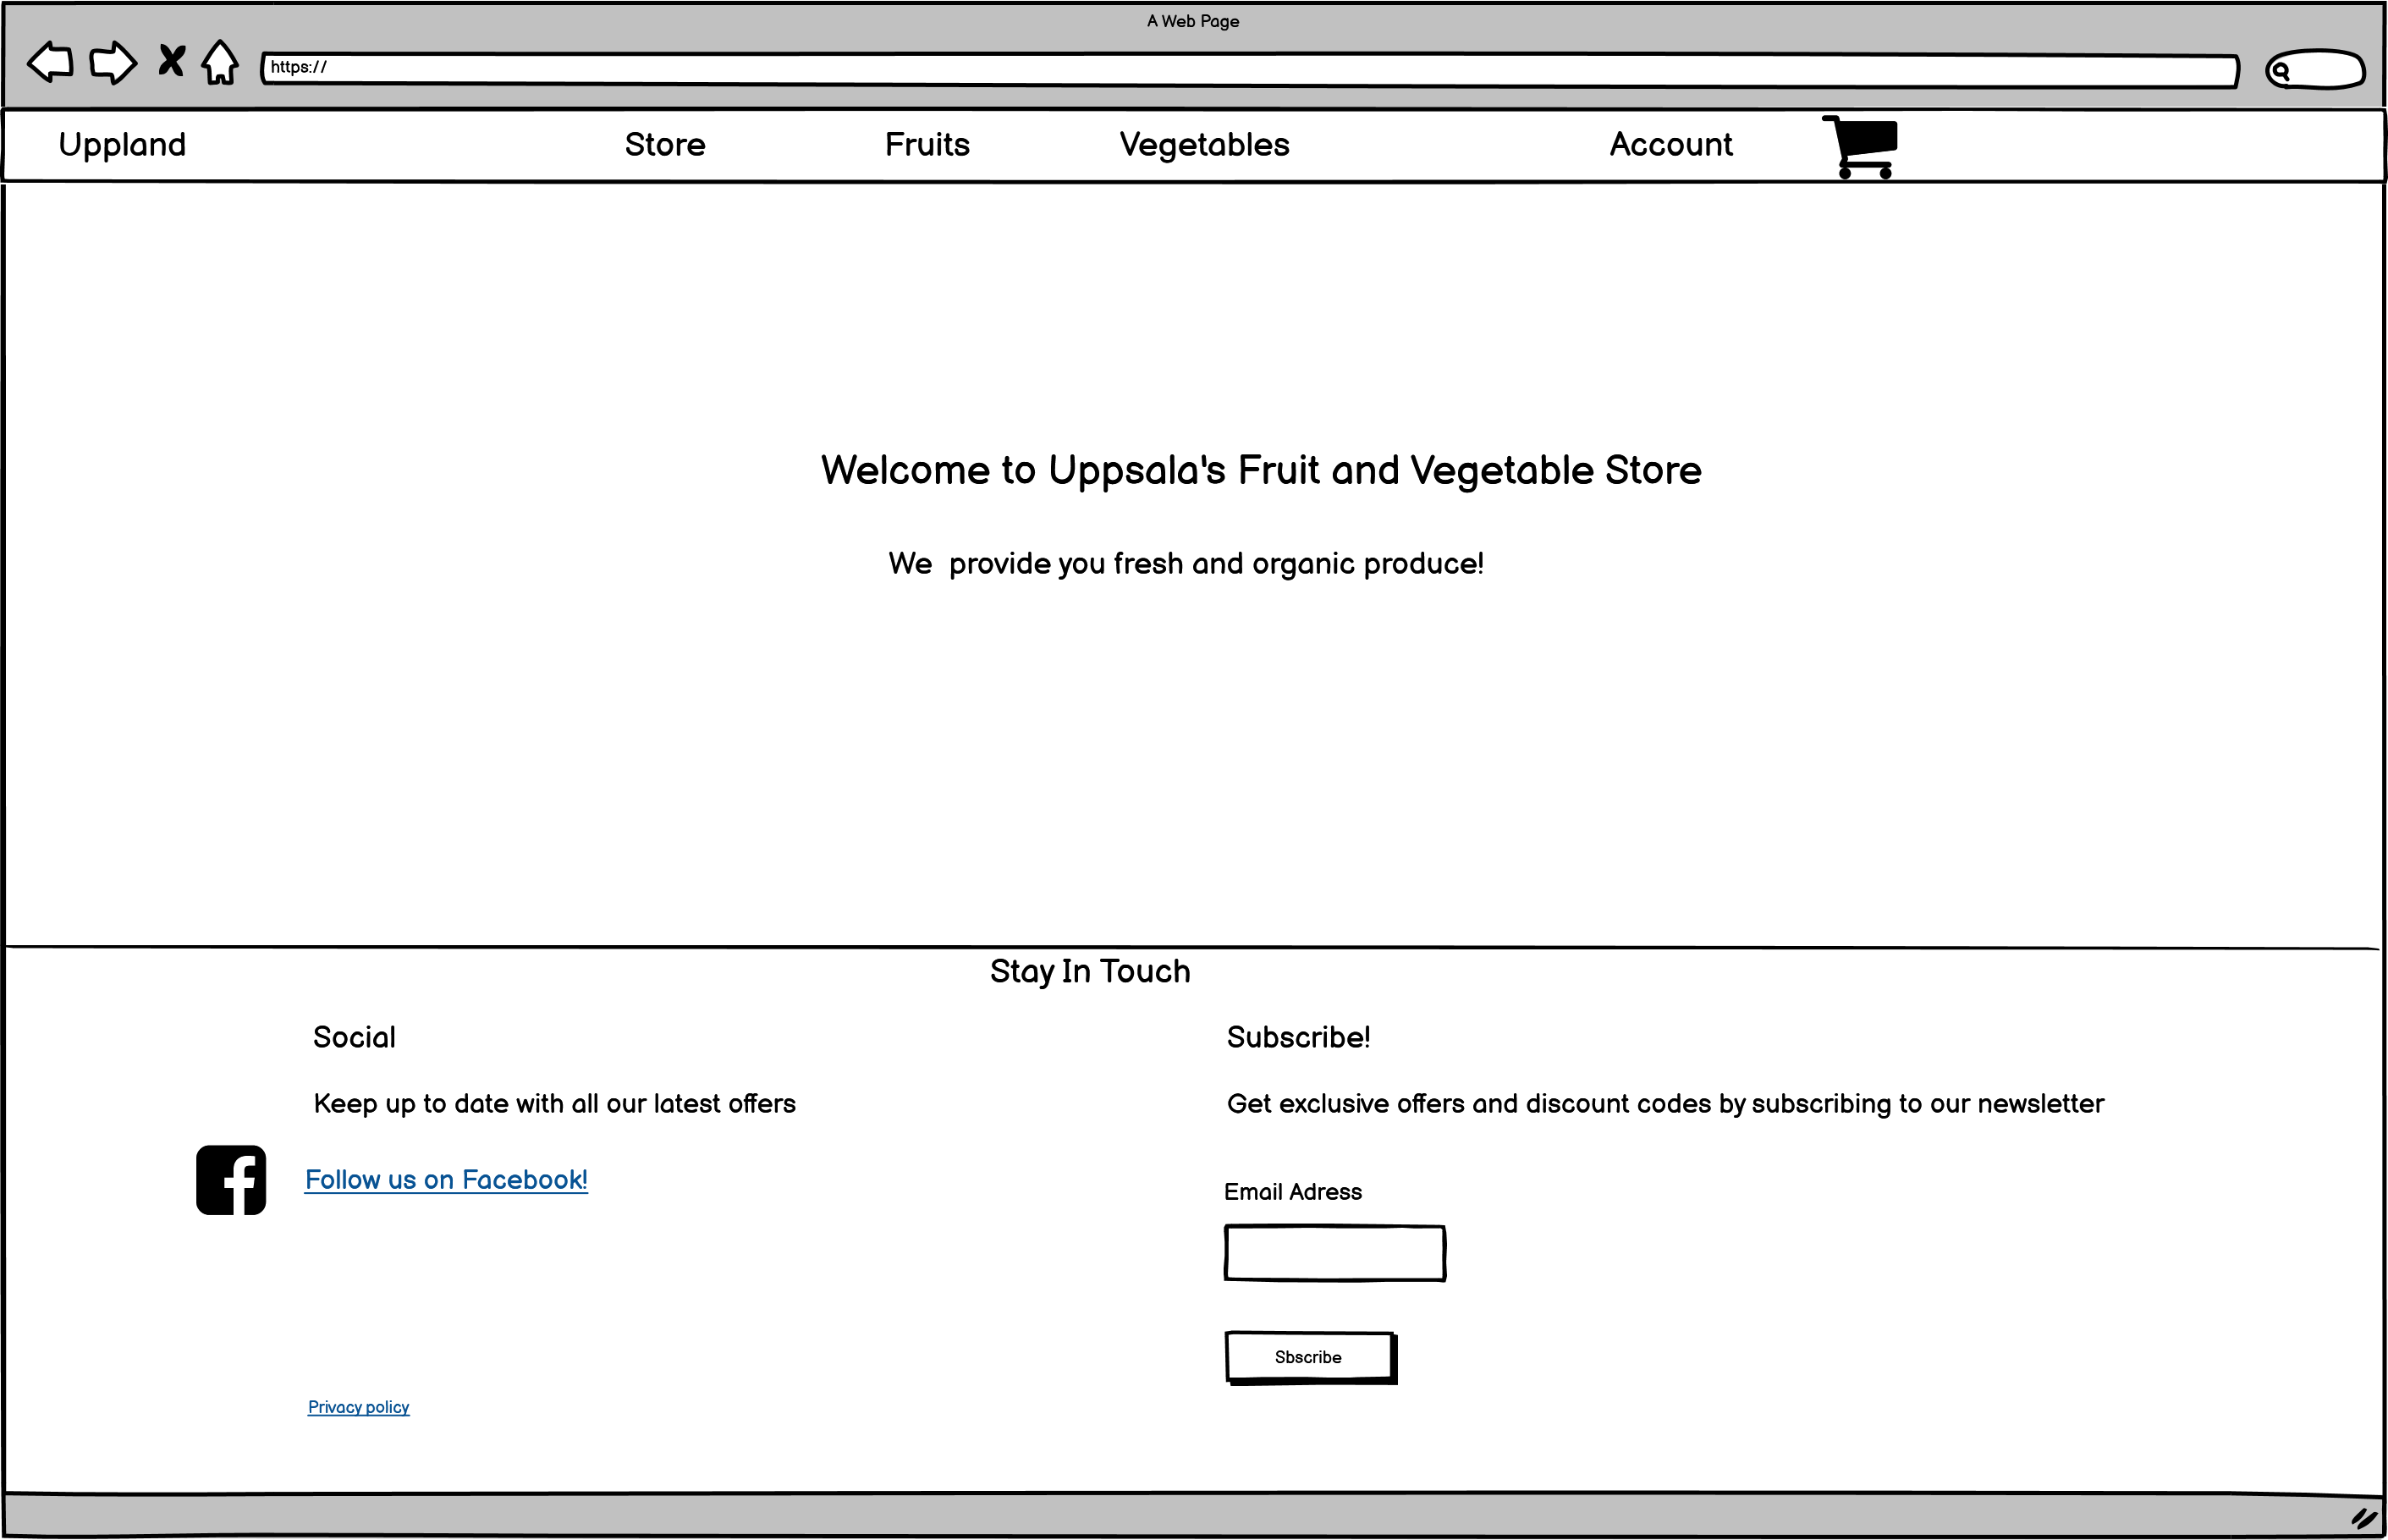 A Web Page
https://
Uppland Store Fruits Vegetables Account
Welcome to Uppsala's Fruit and Vegetable Store
We  provide you fresh and organic produce!
Stay In Touch
Social
Keep up to date with all our latest offers
Follow us on Facebook!
Privacy policy
Subscribe!
Get exclusive offers and discount codes by subscribing to our newsletter
Email Adress
Sbscribe